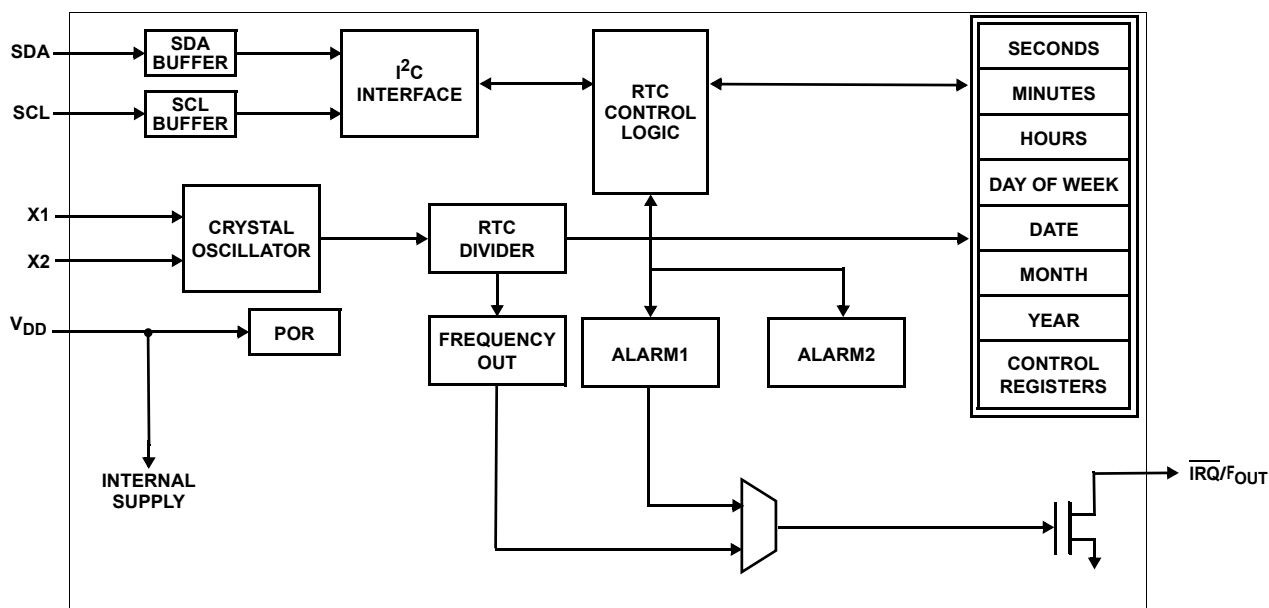 SDA
SDA
BUFFER
SCL
SCL
BUFFER
I²C
INTERFACE
RTC
CONTROL
LOGIC
SECONDS
MINUTES
HOURS
DAY OF WEEK
DATE
MONTH
YEAR
CONTROL
REGISTERS
X1
X2
CRYSTAL
OSCILLATOR
RTC
DIVIDER
VDD
POR
FREQUENCY
OUT
ALARM1
ALARM2
INTERNAL
SUPPLY
IRQ/FOUT